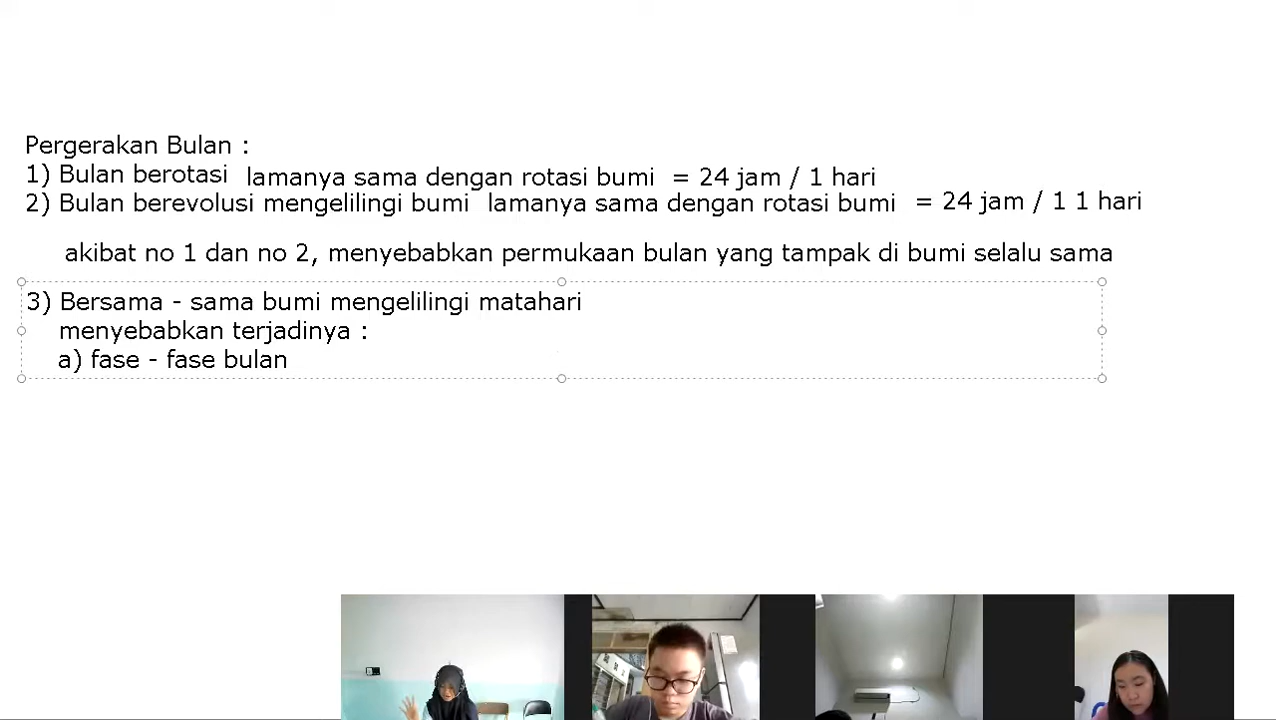 Pergerakan Bulan :
1) Bulan berotasi lamanya sama dengan rotasi bumi = 24 jam / 1 hari
2) Bulan berevolusi mengelilingi bumi lamanya sama dengan rotasi bumi = 24 jam / 1 1 hari
akibat no 1 dan no 2, menyebabkan permukaan bulan yang tampak di bumi selalu sama
3) Bersama - sama bumi mengelilingi matahari
menyebabkan terjadinya :
a) fase - fase bulan